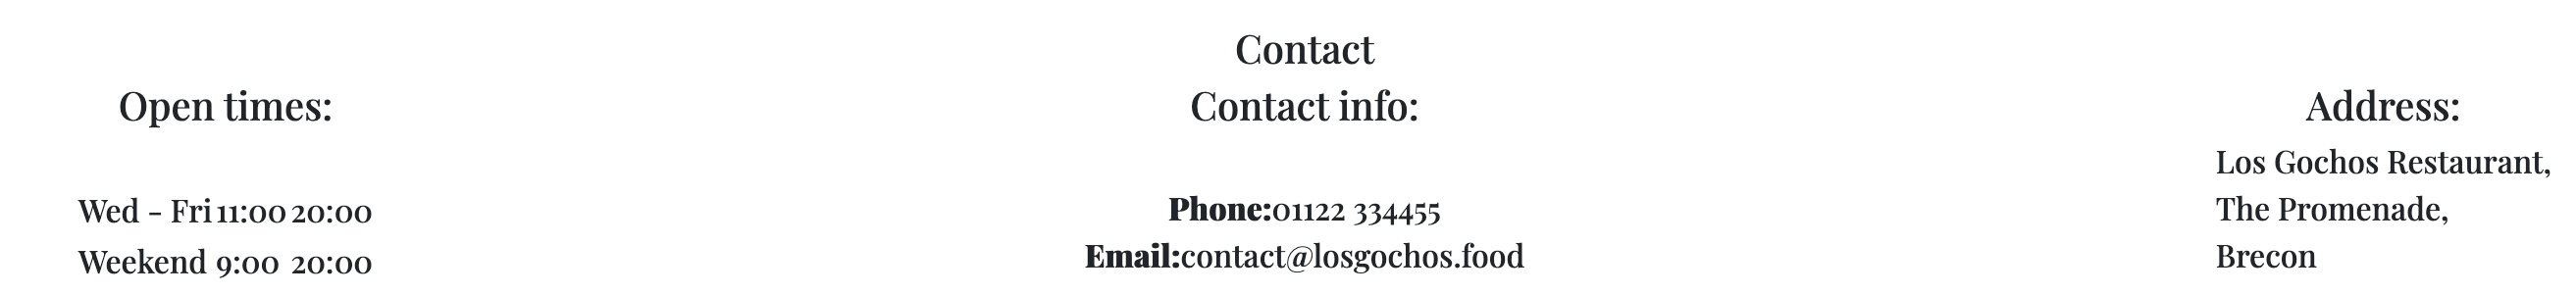 Contact
Open times:
Wed - Fri 11:00 20:00
Weekend 9:00 20:00
Contact info:
Phone:01122 334455
Email:contact@losgochos.food
Address:
Los Gochos Restaurant,
The Promenade,
Brecon